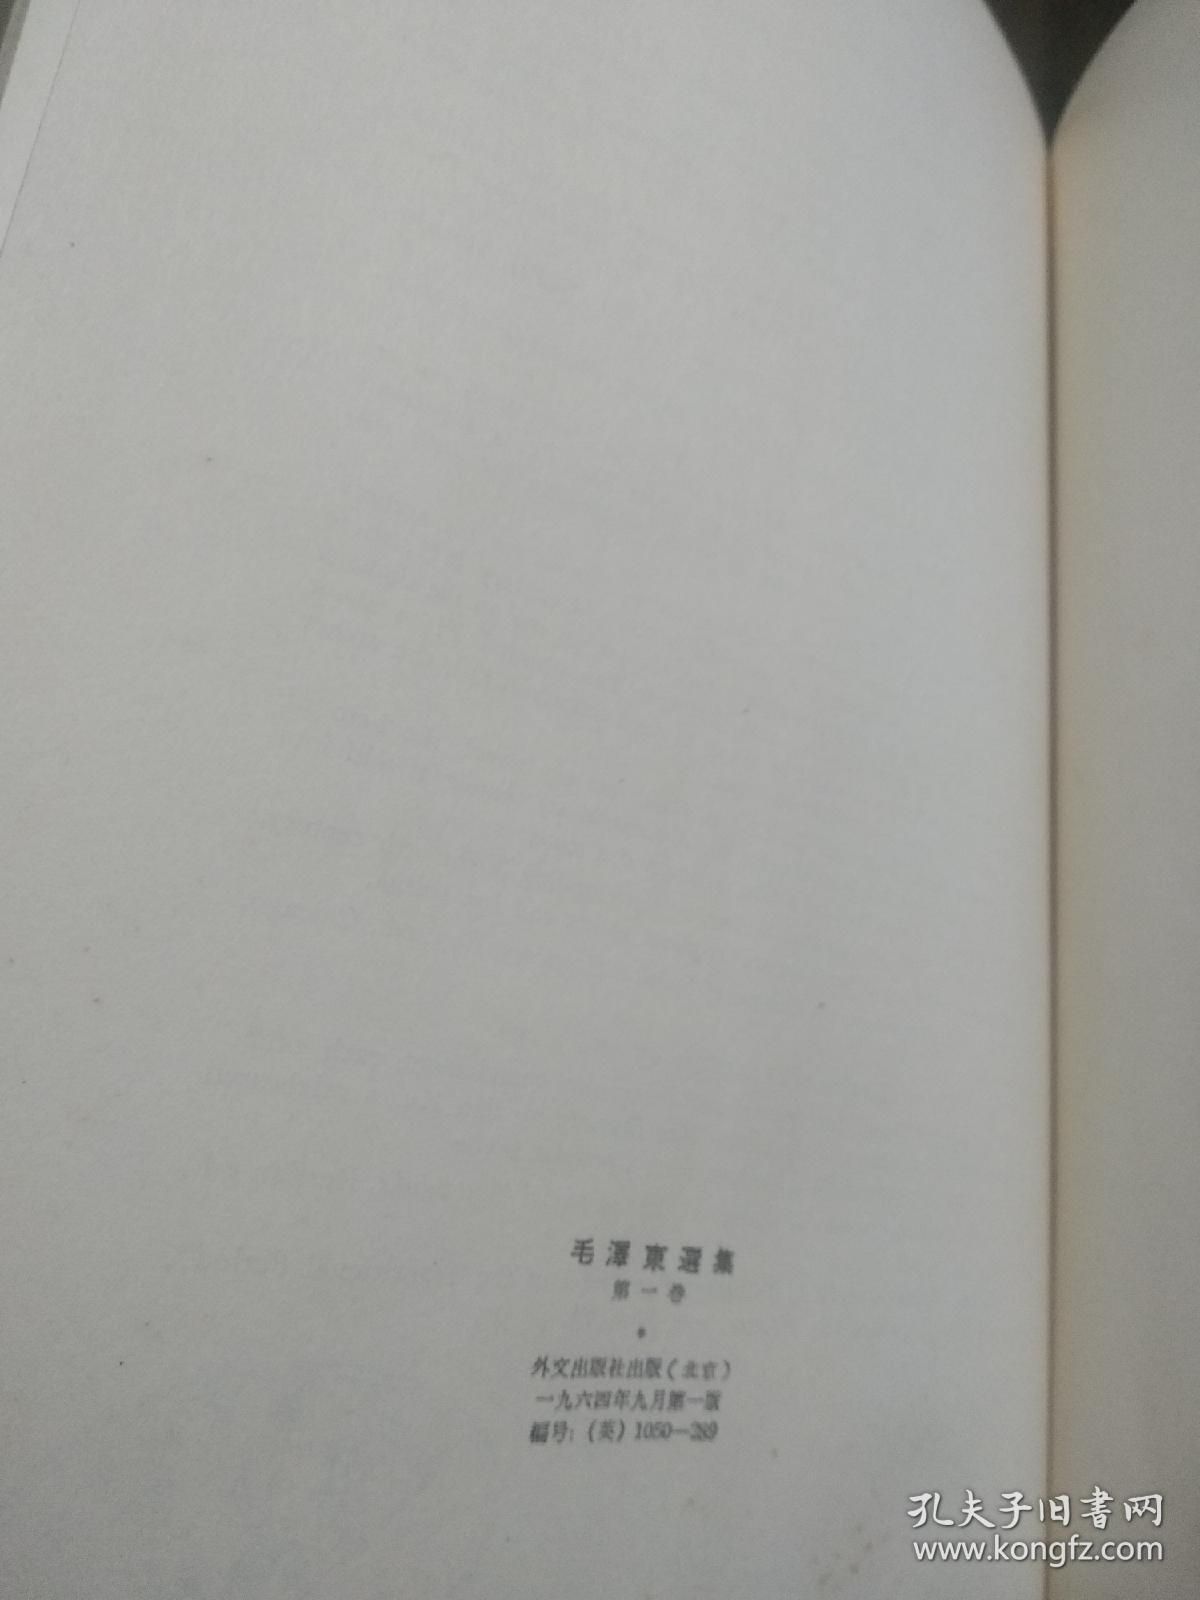 毛澤東選集
第一卷
外文出版社出版(北京)
一九六四年九月第一版
编号:(英)1050—289
孔夫子旧书网
www.kongfz.com